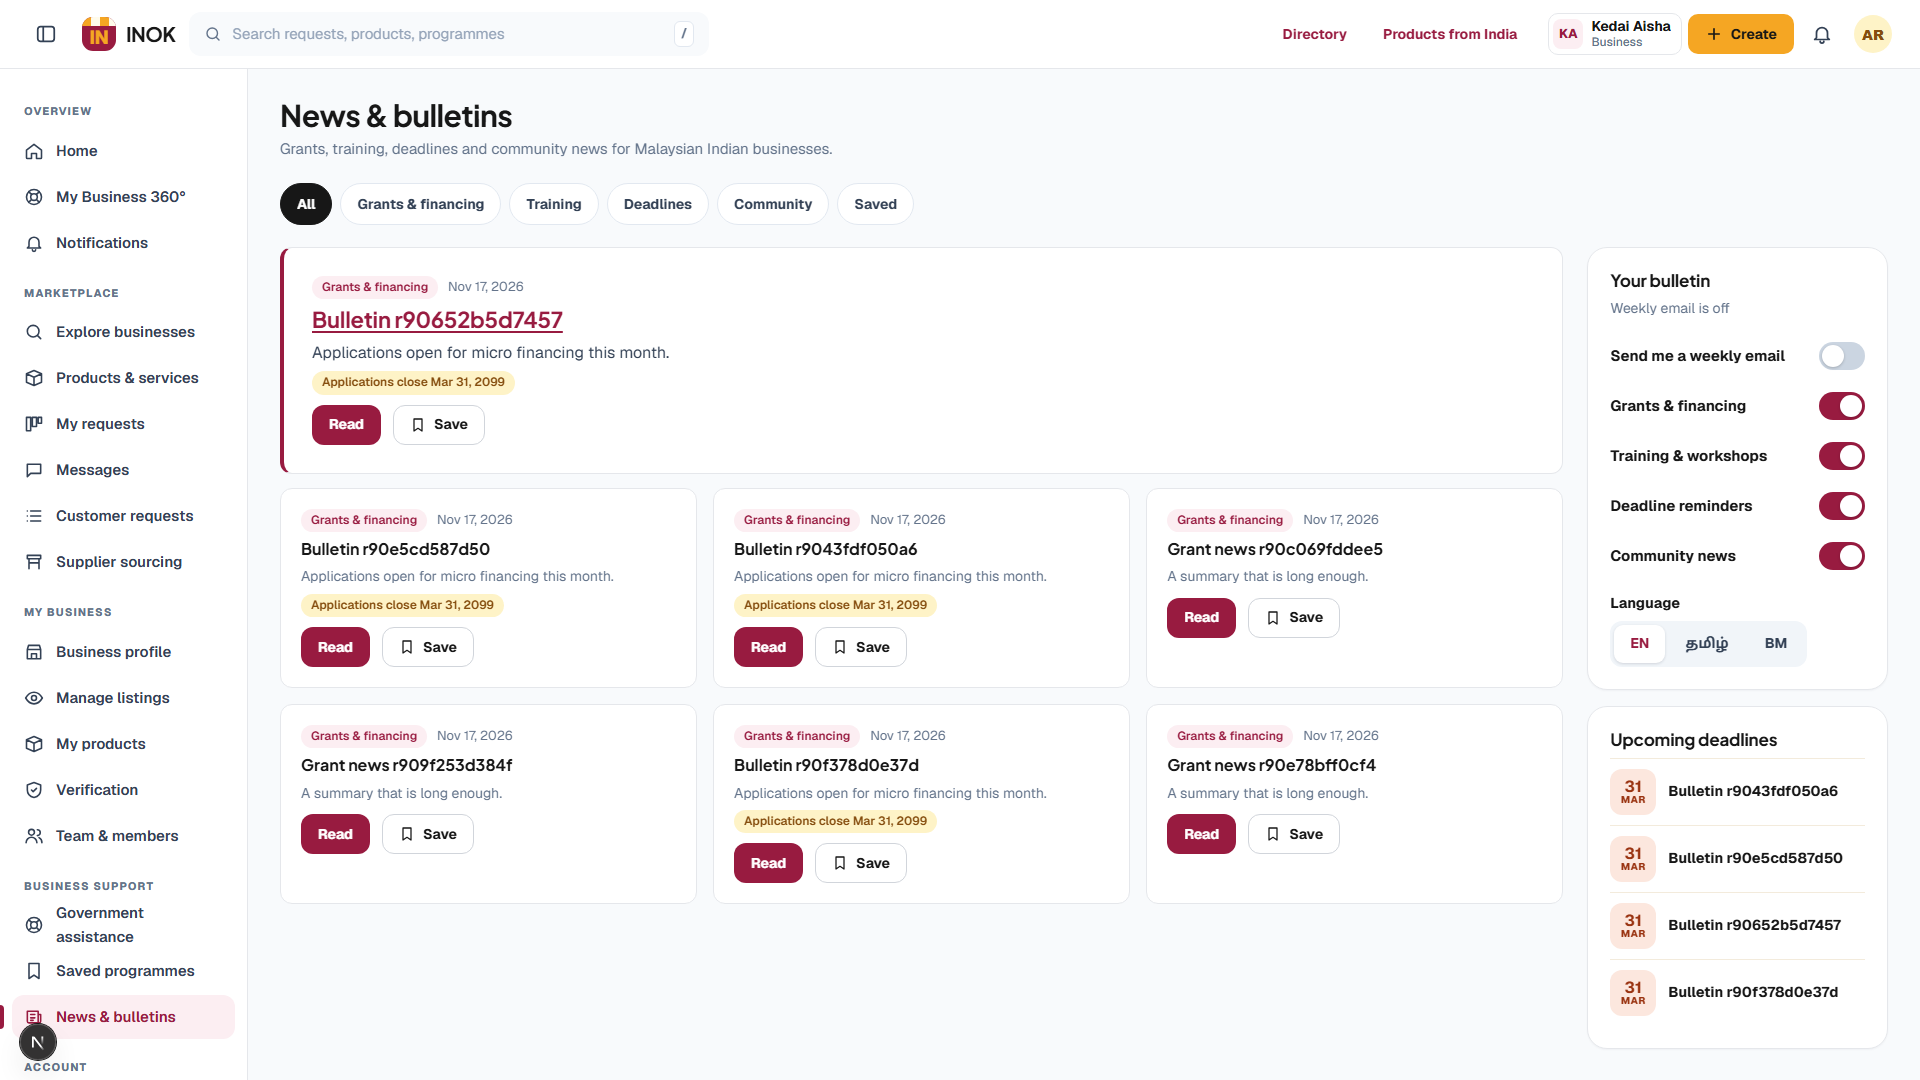 IN INOK
Search requests, products, programmes /
Directory
Products from India
KA Kedai Aisha
Business
Create
AR
OVERVIEW
Home
My Business 360°
Notifications
MARKETPLACE
Explore businesses
Products & services
My requests
Messages
Customer requests
Supplier sourcing
MY BUSINESS
Business profile
Manage listings
My products
Verification
Team & members
BUSINESS SUPPORT
Government
assistance
Saved programmes
News & bulletins
N
ACCOUNT
News & bulletins
Grants, training, deadlines and community news for Malaysian Indian businesses.
All Grants & financing Training Deadlines Community Saved
Grants & financing Nov 17, 2026
Bulletin r90652b5d7457
Applications open for micro financing this month.
Applications close Mar 31, 2099
Read Save
Grants & financing Nov 17, 2026
Bulletin r90e5cd587d50
Applications open for micro financing this month.
Applications close Mar 31, 2099
Read Save
Grants & financing Nov 17, 2026
Bulletin r9043fdf050a6
Applications open for micro financing this month.
Applications close Mar 31, 2099
Read Save
Grants & financing Nov 17, 2026
Grant news r90c069fddee5
A summary that is long enough.
Read Save
Grants & financing Nov 17, 2026
Grant news r909f253d384f
A summary that is long enough.
Read Save
Grants & financing Nov 17, 2026
Bulletin r90f378d0e37d
Applications open for micro financing this month.
Applications close Mar 31, 2099
Read Save
Grants & financing Nov 17, 2026
Grant news r90e78bff0cf4
A summary that is long enough.
Read Save
Your bulletin
Weekly email is off
Send me a weekly email
Grants & financing
Training & workshops
Deadline reminders
Community news
Language
EN தமிழ் BM
Upcoming deadlines
31
MAR
Bulletin r9043fdf050a6
31
MAR
Bulletin r90e5cd587d50
31
MAR
Bulletin r90652b5d7457
31
MAR
Bulletin r90f378d0e37d